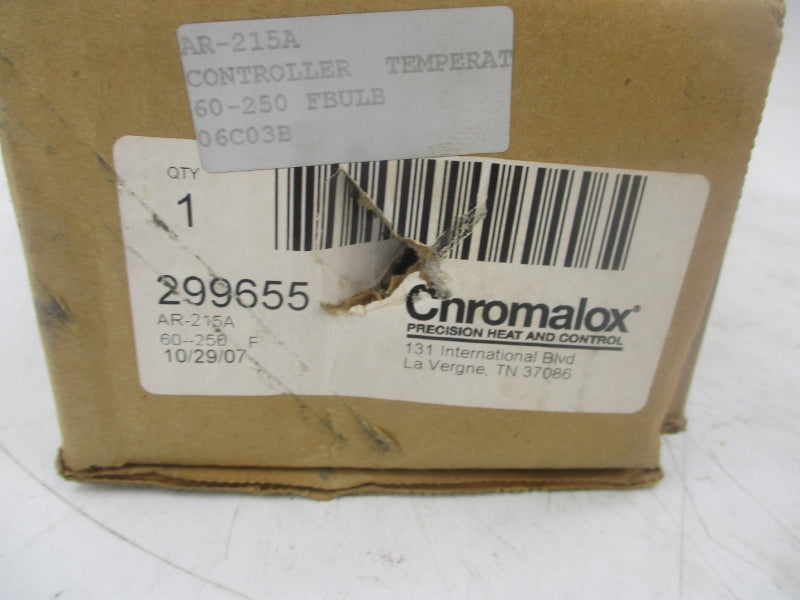 AR-215A
CONTROLLER TEMPERAT
60-250 FBULB
06C03B
QTY
1
299655
AR-215A
60--250 F
10/29/07
Chromalox®
PRECISION HEAT AND CONTROL
131 International Blvd
La Vergne, TN 37086